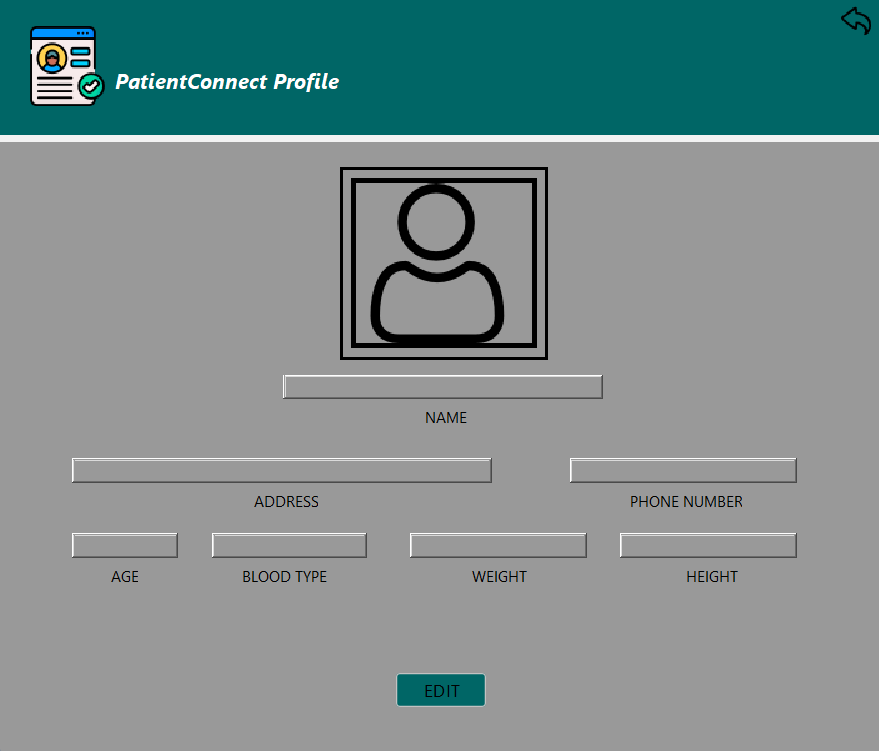 PatientConnect Profile
NAME
ADDRESS
PHONE NUMBER
AGE
BLOOD TYPE
WEIGHT
HEIGHT
EDIT